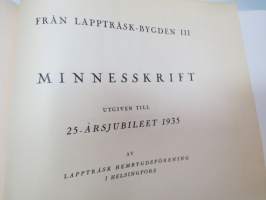 FRÅN LAPPTRÄSK-BYGDEN III
MINNESSKRIFT
UTGIVEN TILL
25-ÅRSJUBILEET 1935
AV
LAPPTRÄSK HEMBYGDSFÖRENING
I HELSINGFORS